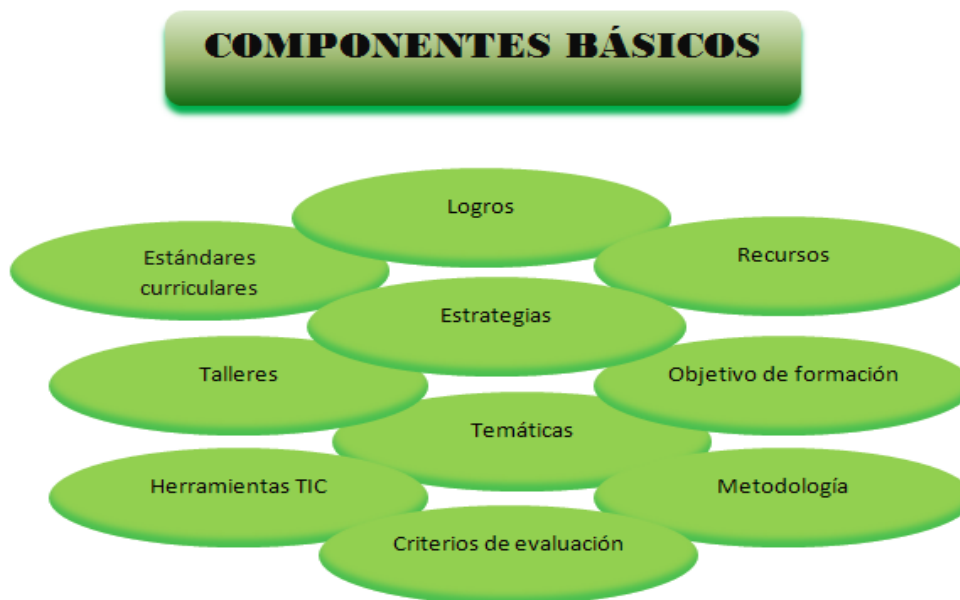 COMPONENTES BÁSICOS
Logros
Estándares
curriculares
Recursos
Estrategias
Talleres
Objetivo de formación
Temáticas
Herramientas TIC
Metodología
Criterios de evaluación